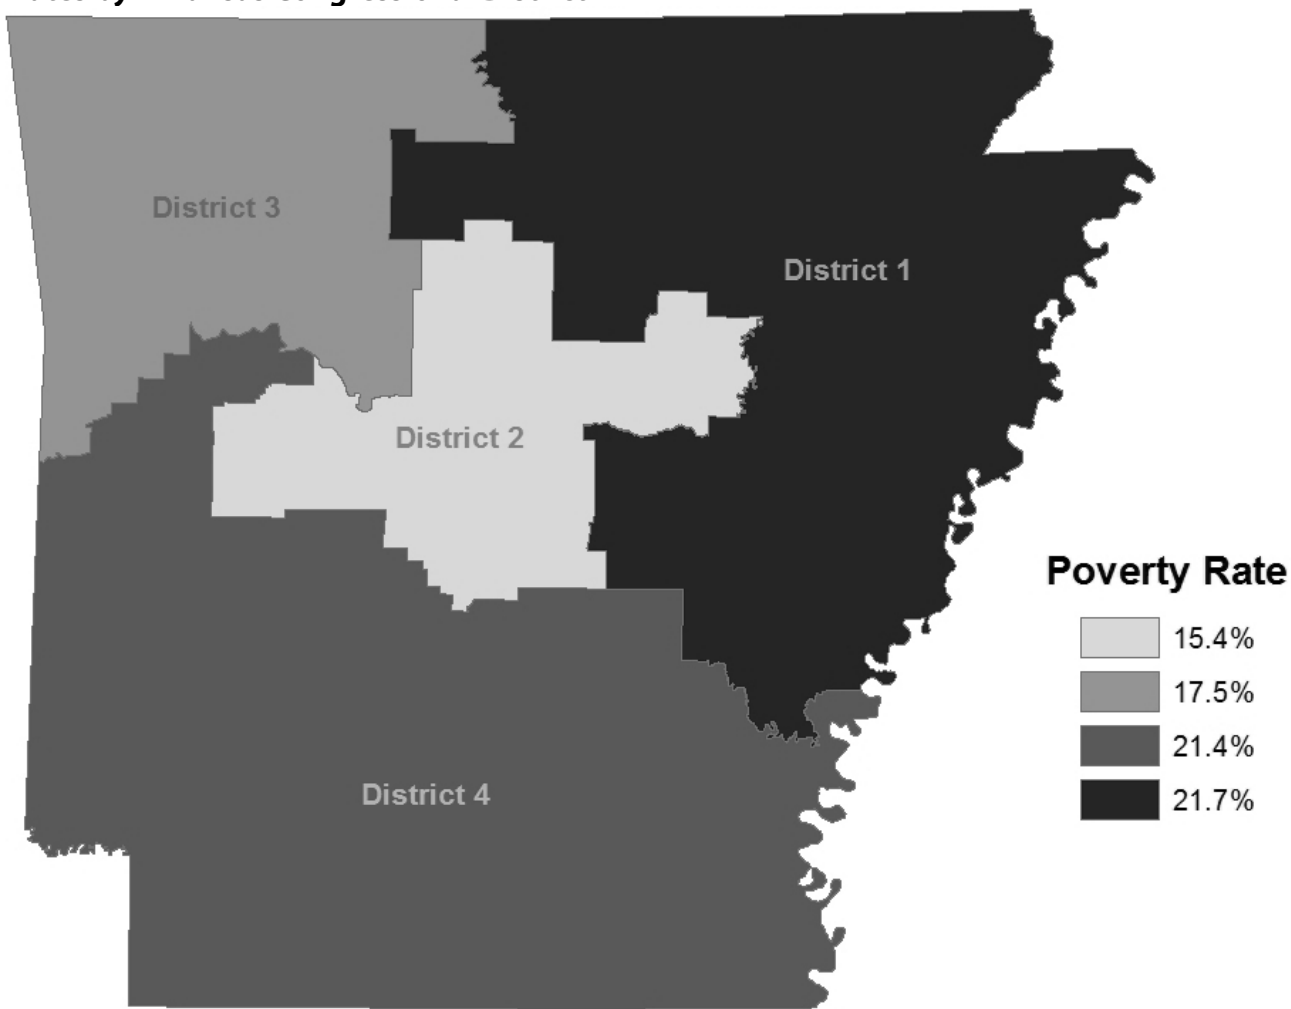 District 3
District 1
District 2
District 4
Poverty Rate
15.4%
17.5%
21.4%
21.7%